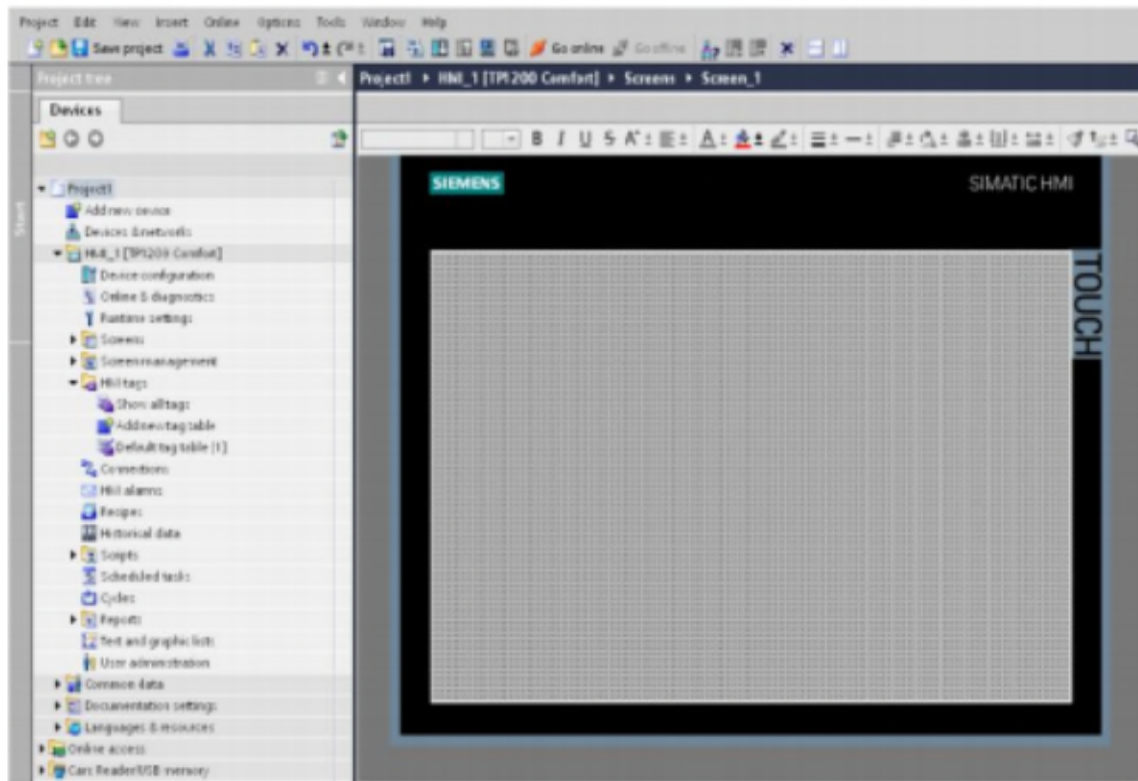 Project Edit View Insert Online Options Tools Window Help
Save project Go online Go offline
Project tree
Project1 HMI_1 [TP1200 Comfort] Screens Screen_1
Devices
B I U S A
SIEMENS SIMATIC HMI
TOUCH
Start
Project1
Add new device
Devices & networks
HMI_1 [TP1200 Comfort]
Device configuration
Online & diagnostics
Runtime settings
Screens
Screen management
HMI tags
Show all tags
Add new tag table
Default tag table [1]
Connections
HMI alarms
Recipes
Historical data
Scripts
Scheduled tasks
Cycles
Reports
Text and graphic lists
User administration
Common data
Documentation settings
Languages & resources
Online access
Card Reader/USB memory